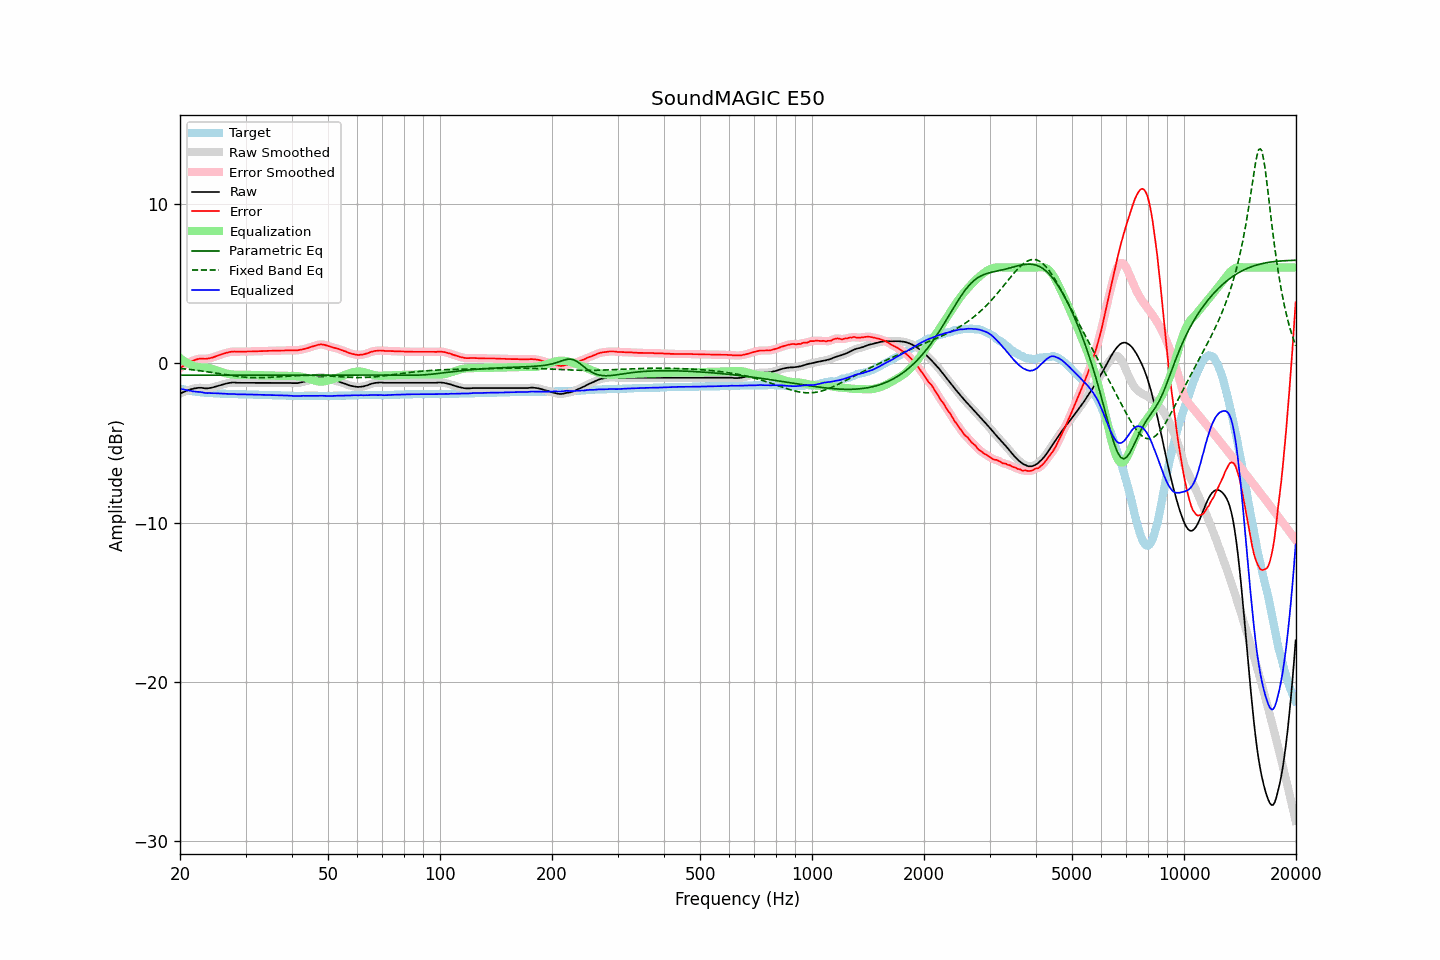 SoundMAGIC E50
Target
Raw Smoothed
Error Smoothed
Raw
Error
Equalization
Parametric Eq
Fixed Band Eq
Equalized
10
0
−10
−20
−30
Amplitude (dBr)
20 50 100 200 500 1000 2000 5000 10000 20000
Frequency (Hz)